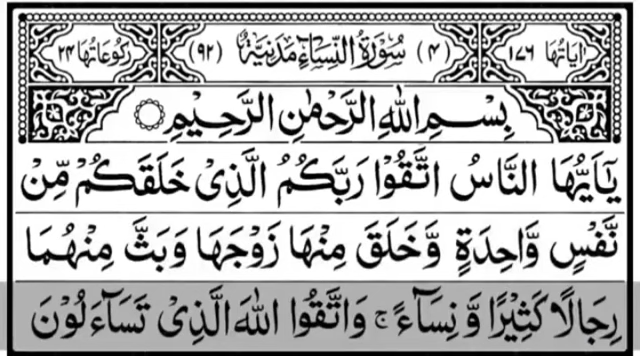 اٰيَاتُهَا ١٧٦ (٤) سُوْرَةُ النِّسَآءِ مَدَنِيَّةٌ (٩٢) رُكُوْعَاتُهَا ٢٤
بِسْمِ اللّٰهِ الرَّحْمٰنِ الرَّحِيْمِ
يٰۤاَيُّهَا النَّاسُ اتَّقُوْا رَبَّكُمُ الَّذِىْ خَلَقَكُمْ مِّنْ
نَّفْسٍ وَّاحِدَةٍ وَّخَلَقَ مِنْهَا زَوْجَهَا وَبَثَّ مِنْهُمَا
رِجَالًا كَثِيْرًا وَّنِسَآءً ۚ وَاتَّقُوا اللّٰهَ الَّذِىْ تَسَآءَلُوْنَ